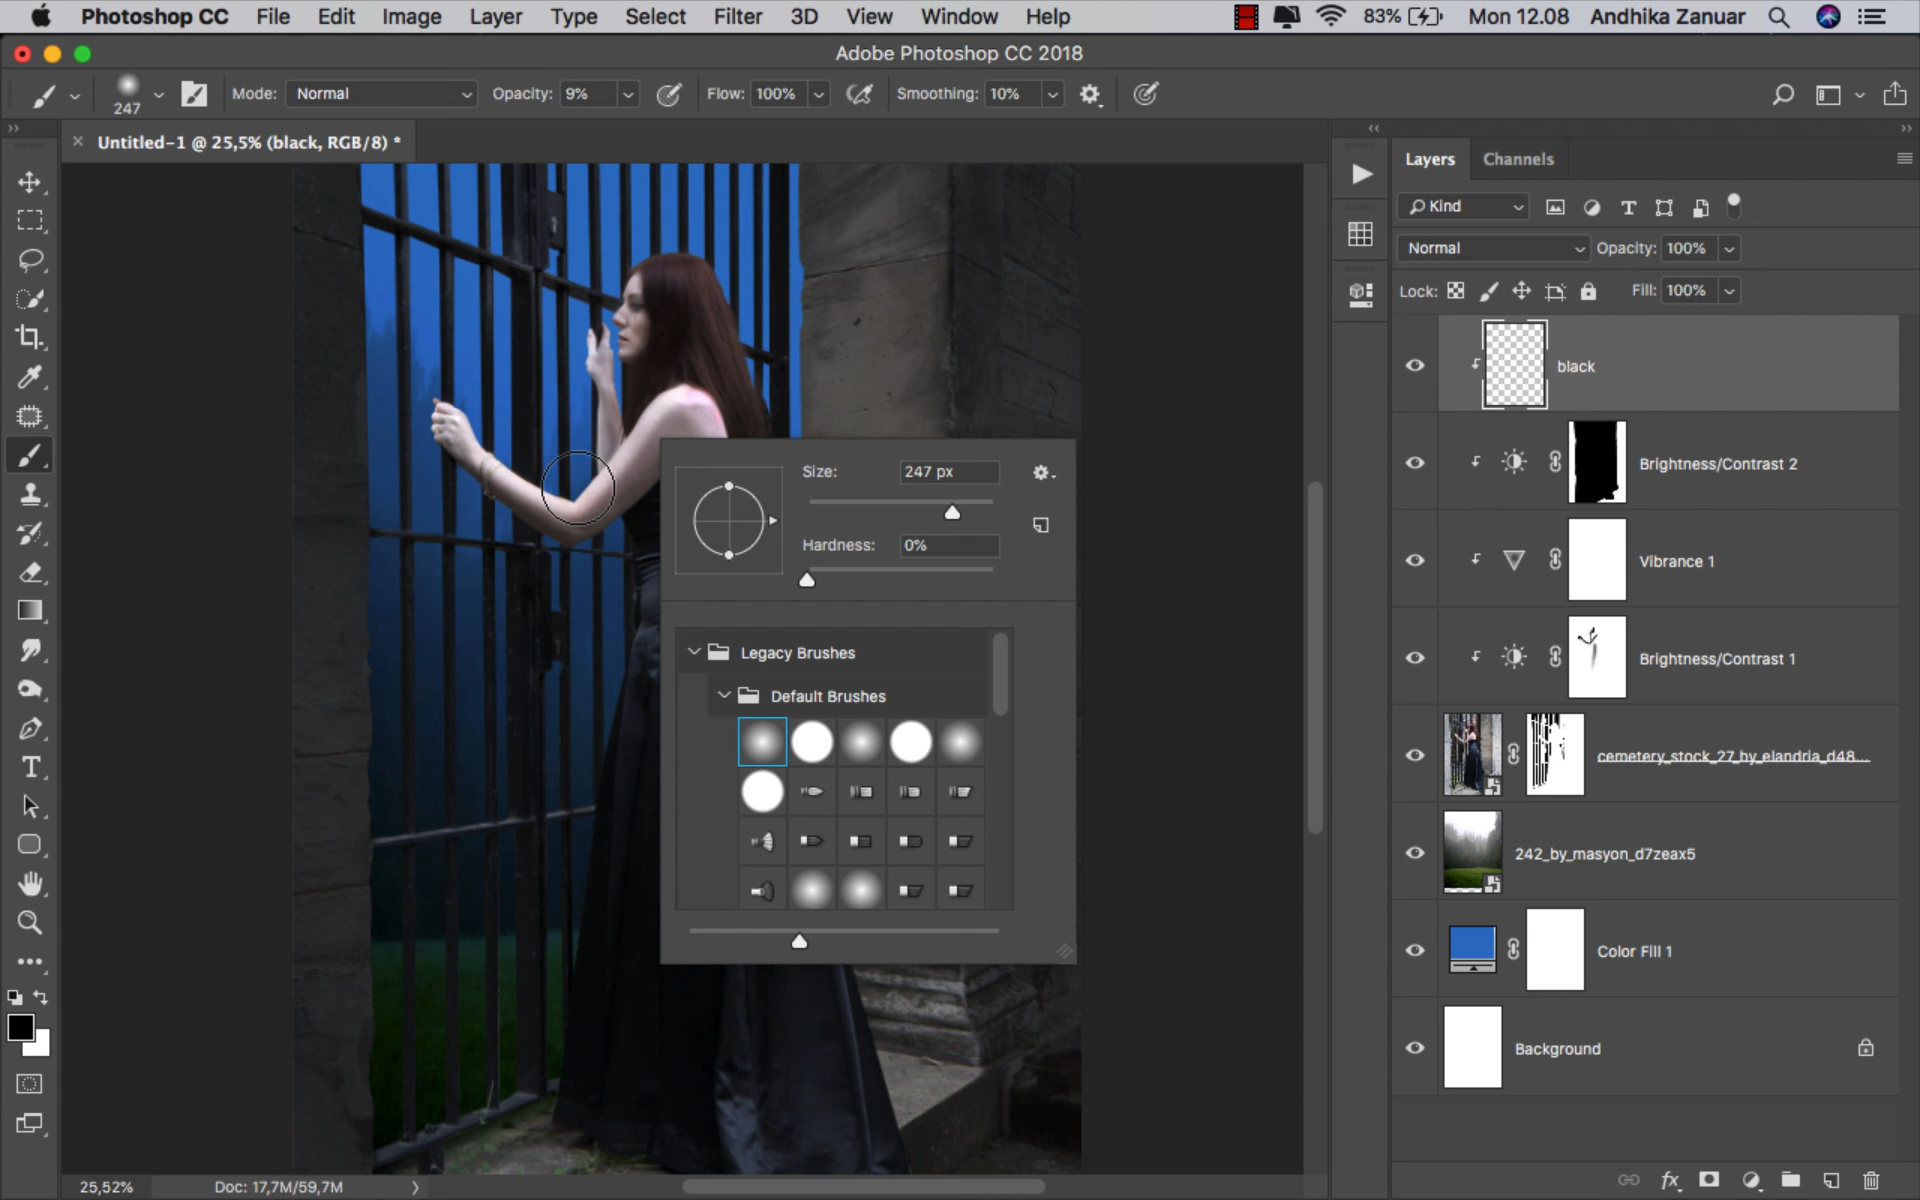 Photoshop CC File Edit Image Layer Type Select Filter 3D View Window Help 83% Mon 12.08 Andhika Zanuar
Adobe Photoshop CC 2018
247 Mode: Normal Opacity: 9% Flow: 100% Smoothing: 10%
Untitled-1 @ 25,5% (black, RGB/8) *
Layers Channels
Kind
Normal Opacity: 100%
Lock: Fill: 100%
black
Brightness/Contrast 2
Vibrance 1
Brightness/Contrast 1
cemetery_stock_27_by_elandria_d48...
242_by_masyon_d7zeax5
Color Fill 1
Background
Size: 247 px
Hardness: 0%
Legacy Brushes
Default Brushes
25,52% Doc: 17,7M/59,7M